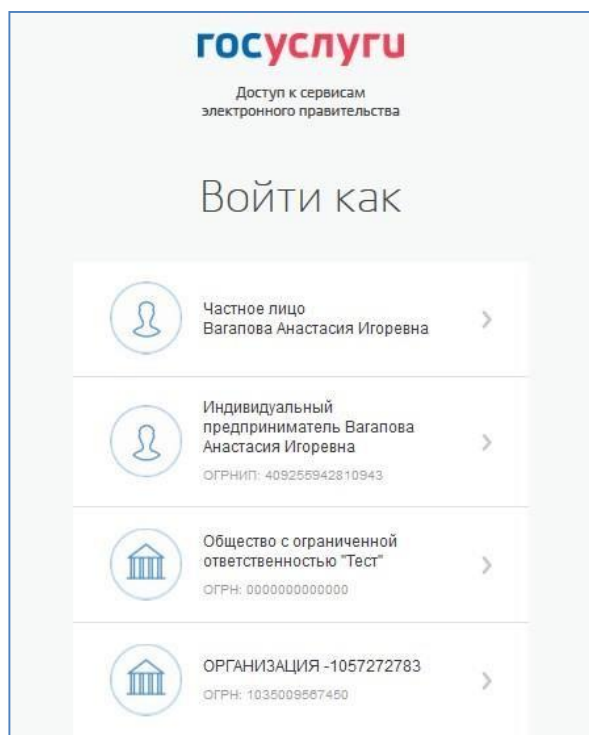 госуслуги
Доступ к сервисам
электронного правительства
Войти как
Частное лицо
Вагапова Анастасия Игоревна
Индивидуальный
предприниматель Вагапова
Анастасия Игоревна
ОГРНИП: 409255942810943
Общество с ограниченной
ответственностью "Тест"
ОГРН: 0000000000000
ОРГАНИЗАЦИЯ -1057272783
ОГРН: 1035009567450